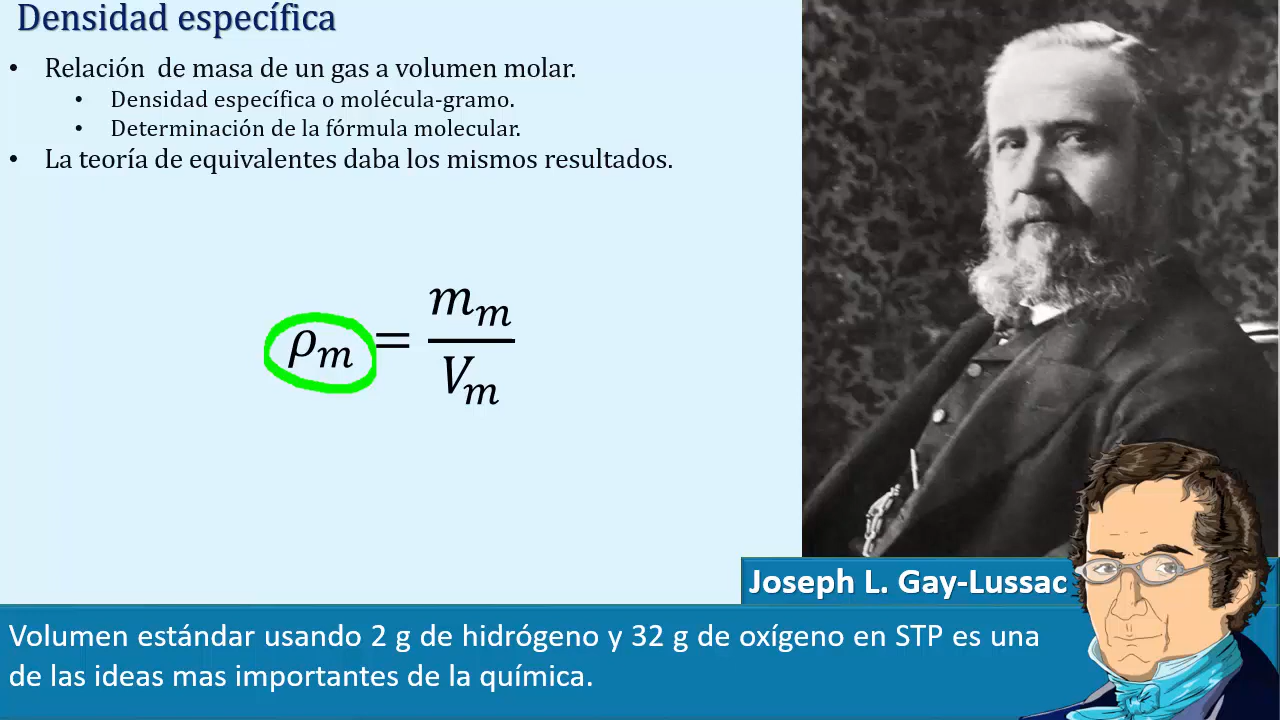 Densidad específica
• Relación de masa de un gas a volumen molar.
• Densidad específica o molécula-gramo.
• Determinación de la fórmula molecular.
• La teoría de equivalentes daba los mismos resultados.
ρₘ = mₘ / Vₘ
Joseph L. Gay-Lussac
Volumen estándar usando 2 g de hidrógeno y 32 g de oxígeno en STP es una
de las ideas mas importantes de la química.